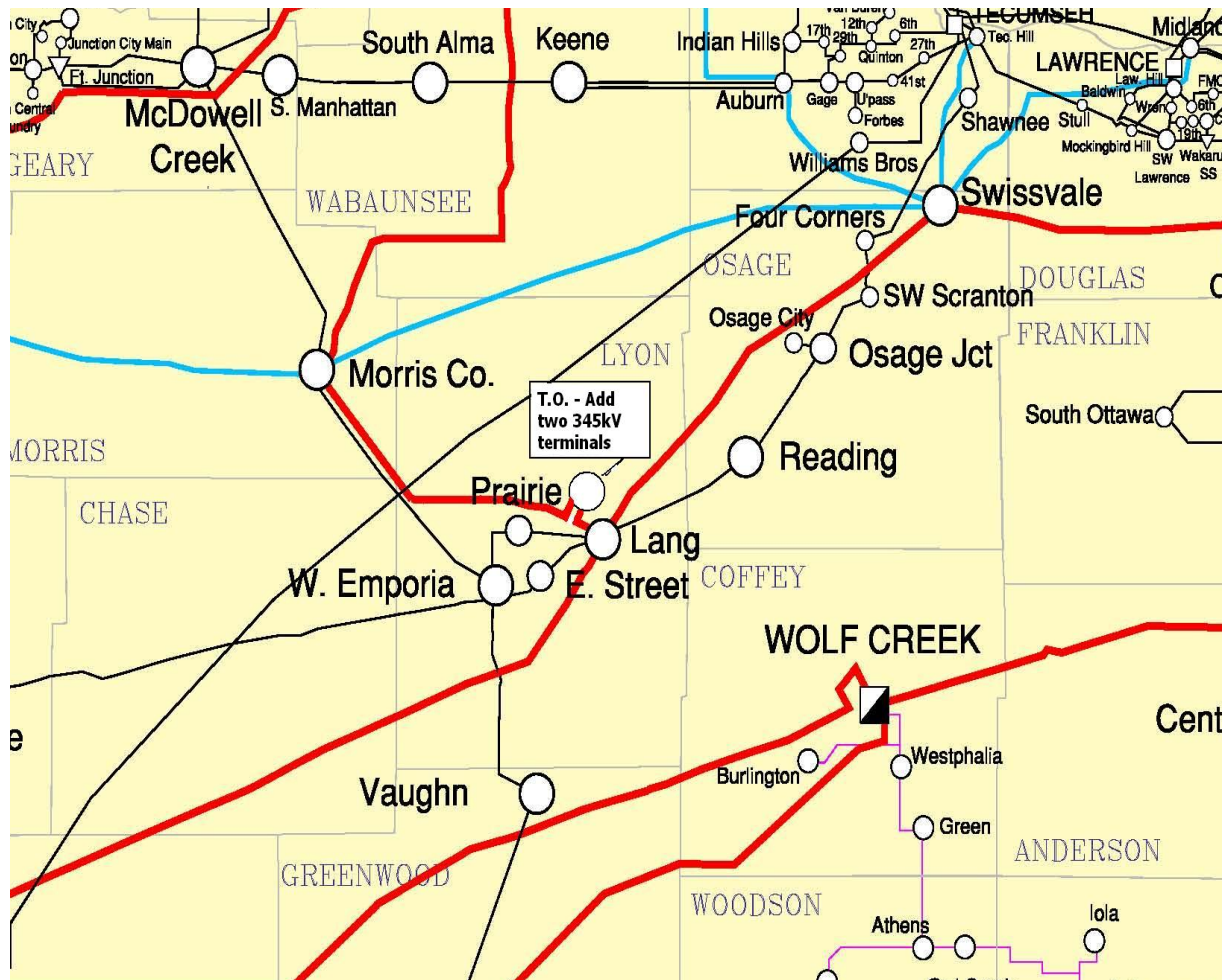 City
Junction City Main
Ft. Junction
Central
McDowell
Creek
S. Manhattan
South Alma
Keene
Indian Hills
17th
29th
12th
6th
Quinton
27th
41st
Auburn
Gage
U'pass
Forbes
Williams Bros
TECUMSEH
Tec. Hill
Shawnee
Stull
LAWRENCE
Midland
Law. Hill
Baldwin
Wren
6th
19th
Mockingbird Hill
SW
Lawrence
SS
GEARY
WABAUNSEE
Swissvale
Four Corners
OSAGE
SW Scranton
DOUGLAS
FRANKLIN
Osage City
Osage Jct
LYON
Morris Co.
T.O. - Add
two 345kV
terminals
South Ottawa
MORRIS
Reading
Prairie
CHASE
Lang
W. Emporia
E. Street
COFFEY
WOLF CREEK
Cent
e
Burlington
Westphalia
Vaughn
Green
GREENWOOD
ANDERSON
WOODSON
Athens
Iola